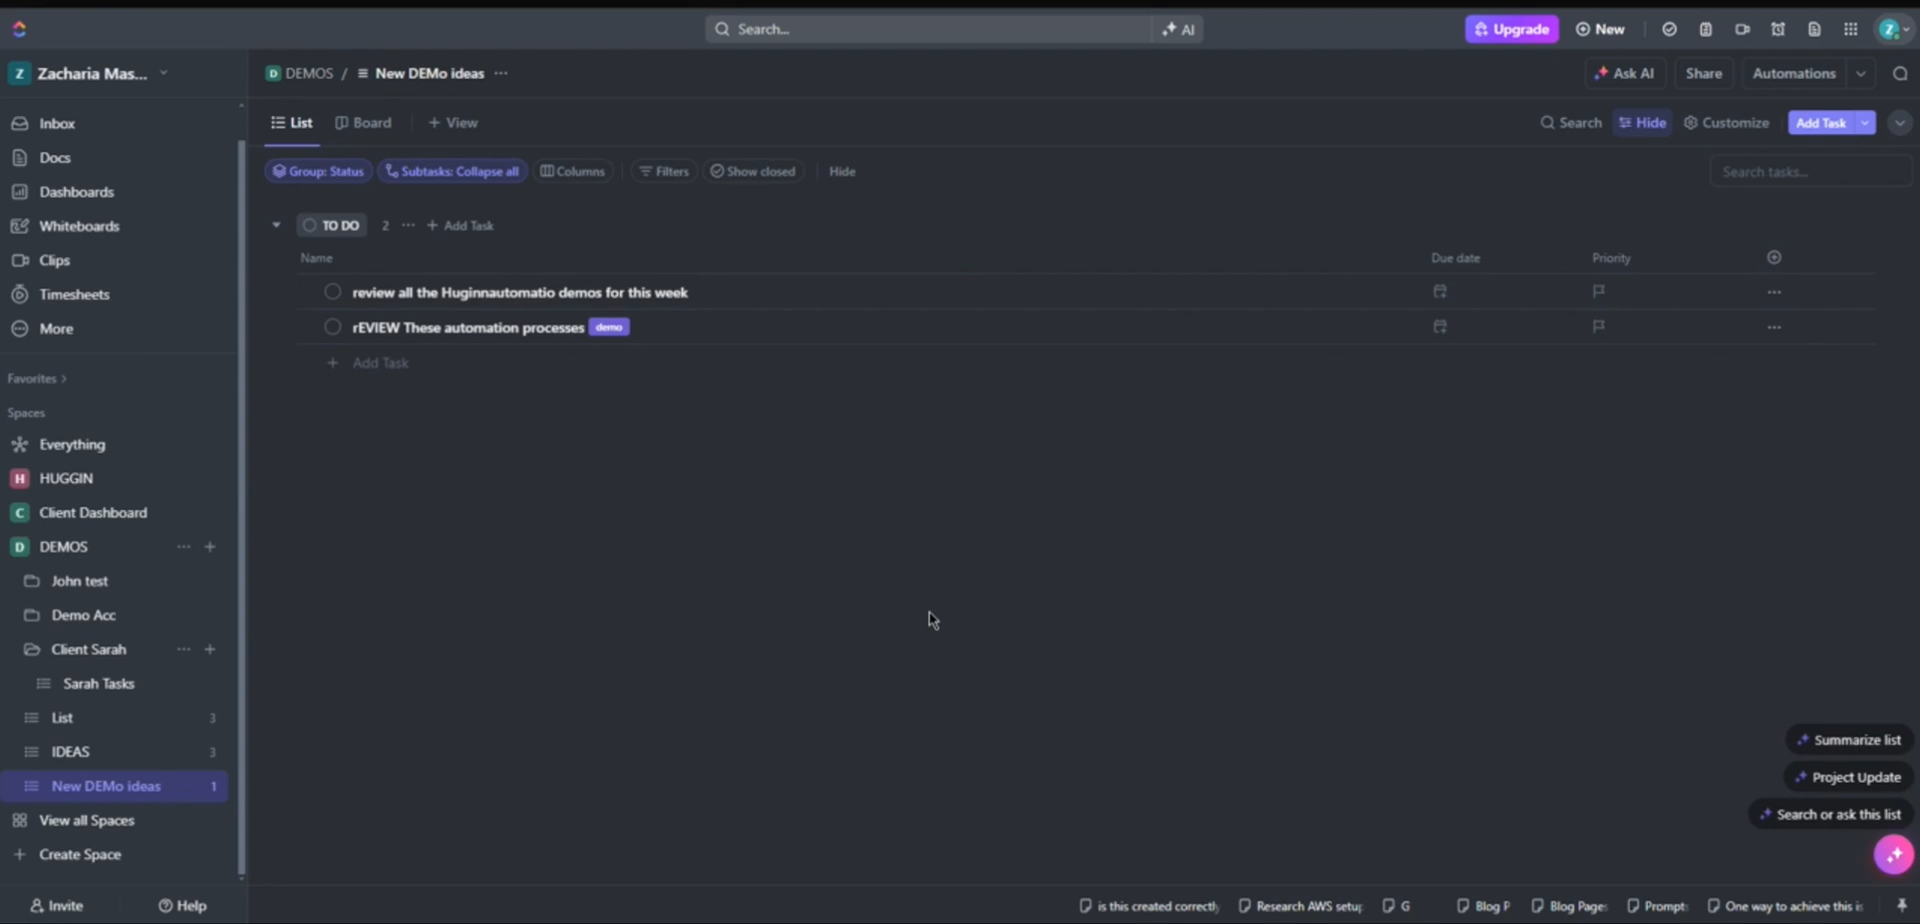 Search...
AI
Upgrade
New
Z
Z
Zacharia Mas...
D DEMOS / New DEMo ideas ...
Ask AI
Share
Automations
Inbox
Docs
Dashboards
Whiteboards
Clips
Timesheets
More
Favorites >
Spaces
Everything
H HUGGIN
C Client Dashboard
D DEMOS
John test
Demo Acc
Client Sarah
Sarah Tasks
List 3
IDEAS 3
New DEMo ideas 1
View all Spaces
+ Create Space
Invite
Help
List
Board
+ View
Search
Hide
Customize
Add Task
Group: Status
Subtasks: Collapse all
Columns
Filters
Show closed
Hide
Search tasks...
TO DO 2 ... + Add Task
Name Due date Priority
review all the Huginnautomatio demos for this week
rEVIEW These automation processes demo
+ Add Task
Summarize list
Project Update
Search or ask this list
is this created correctly
Research AWS setup
G
Blog P
Blog Page
Prompt
One way to achieve this is